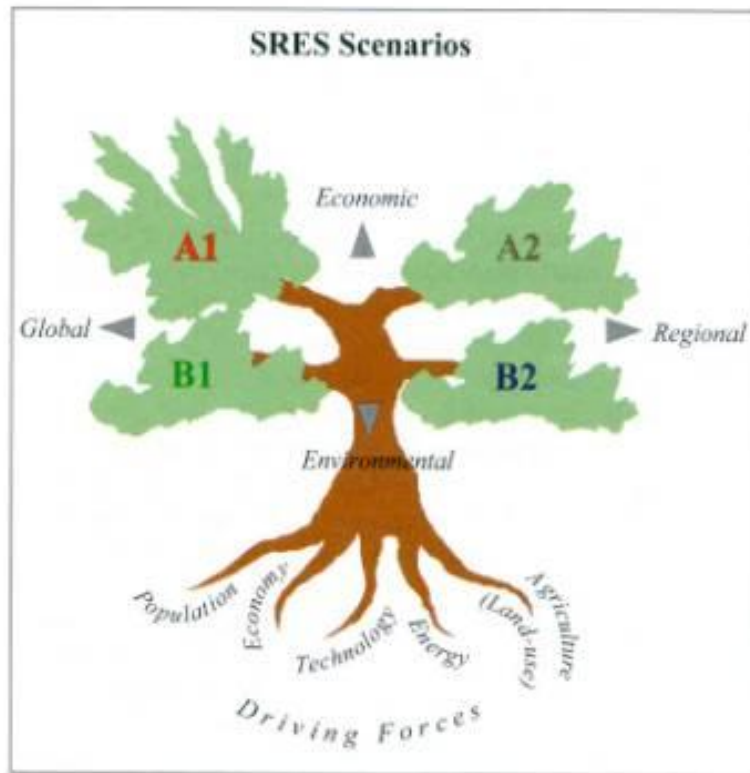 SRES Scenarios
Economic
A1
A2
Global
Regional
B1
B2
Environmental
Population
Economy
Technology
Energy
Agriculture
(Land-use)
Driving Forces